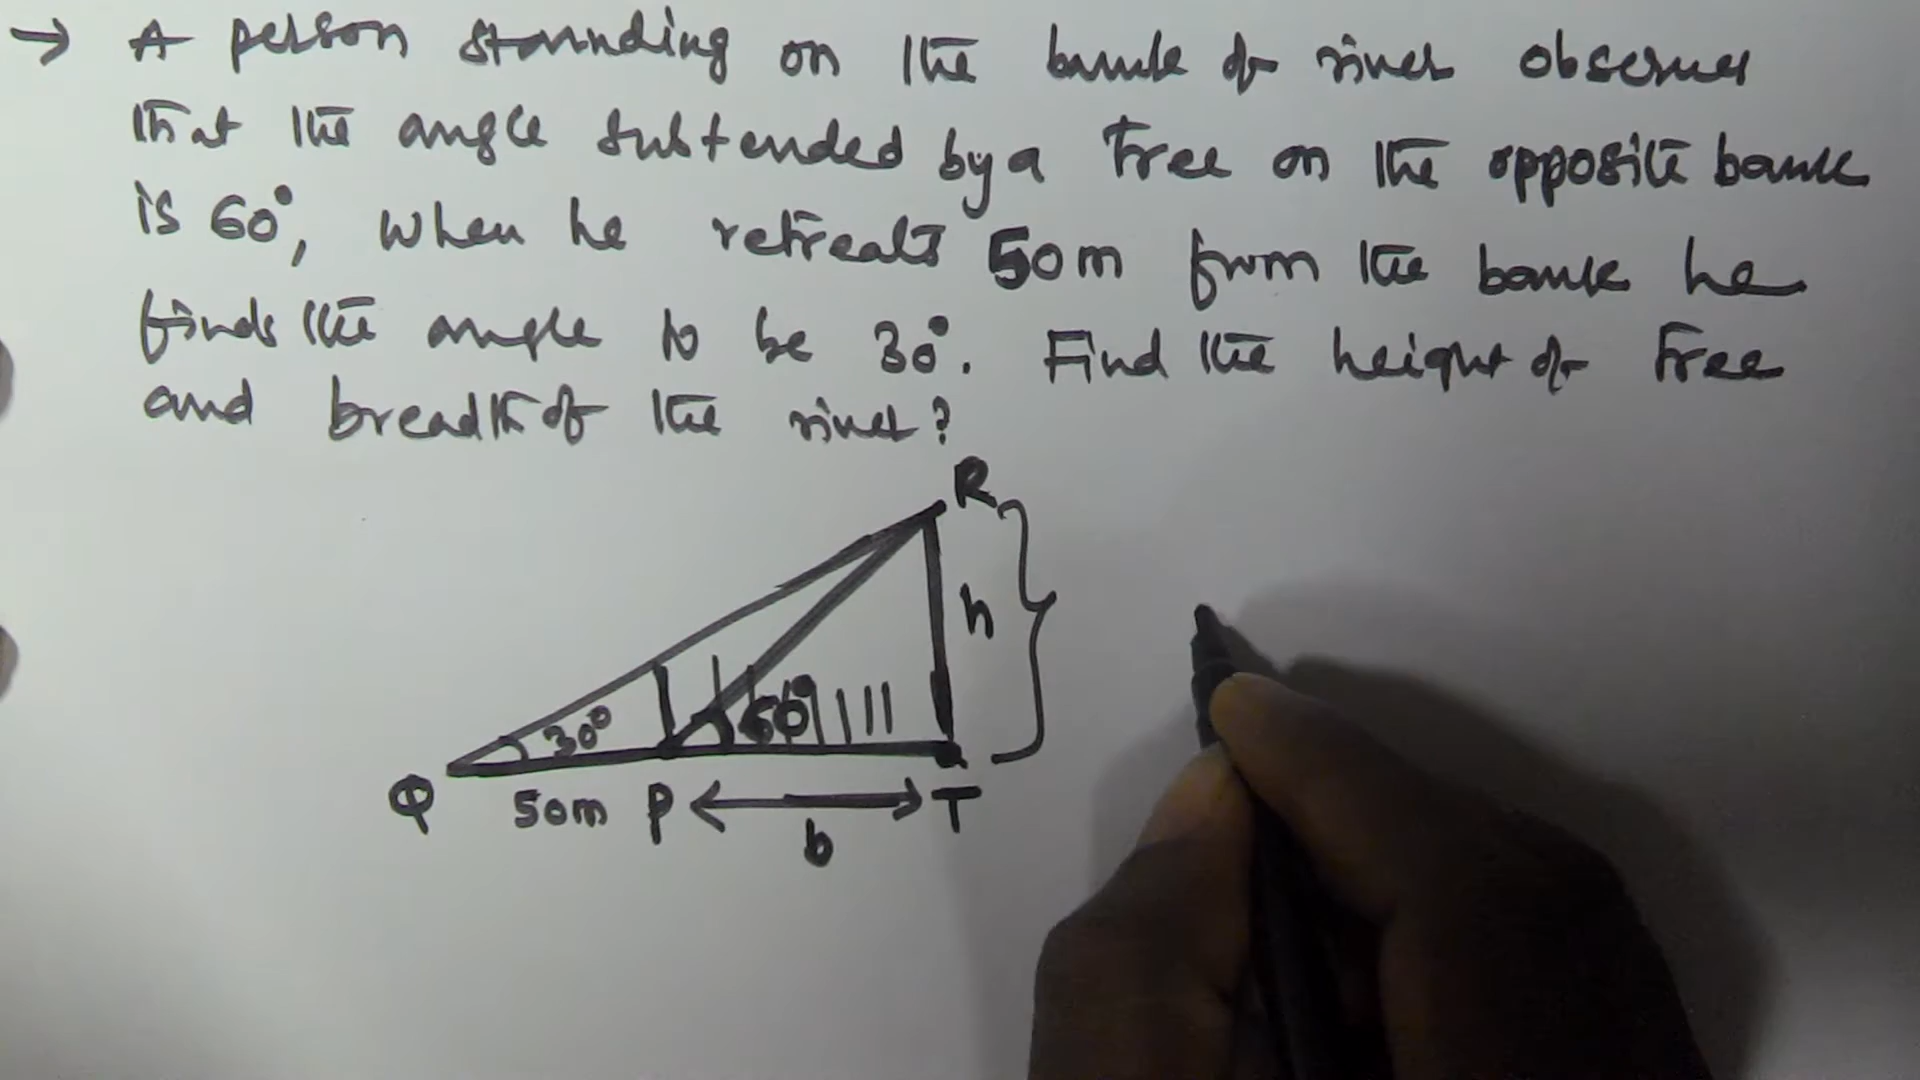 → A person stannding on the bank of river observes
that the angle subtended by a tree on the opposite bank
is 60°, when he retreats 50m from the bank he
finds the angle to be 30°. Find the height of tree
and breadth of the river?
R
h
30° 60°
Q 50m P T
b